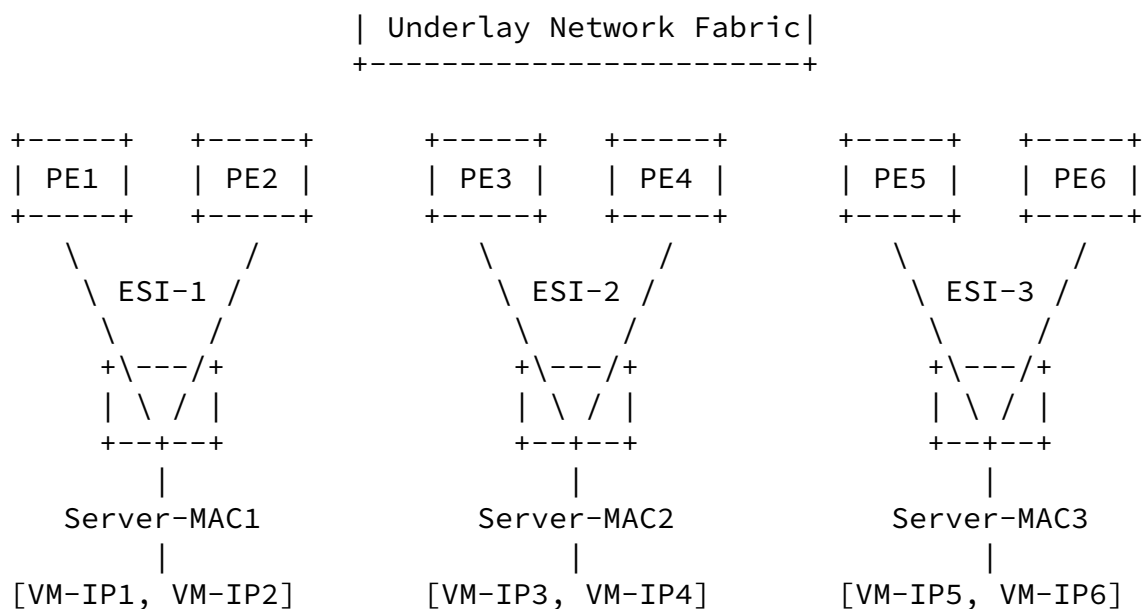 | Underlay Network Fabric|
+-------------------------+
+-----+ +-----+ +-----+ +-----+ +-----+ +-----+
| PE1 | | PE2 | | PE3 | | PE4 | | PE5 | | PE6 |
+-----+ +-----+ +-----+ +-----+ +-----+ +-----+
\ / \ / \ /
\ ESI-1 / \ ESI-2 / \ ESI-3 /
\ / \ / \ /
+\---/+ +\---/+ +\---/+
| \ / | | \ / | | \ / |
+--+--+ +--+--+ +--+--+
| | |
Server-MAC1 Server-MAC2 Server-MAC3
| | |
[VM-IP1, VM-IP2] [VM-IP3, VM-IP4] [VM-IP5, VM-IP6]